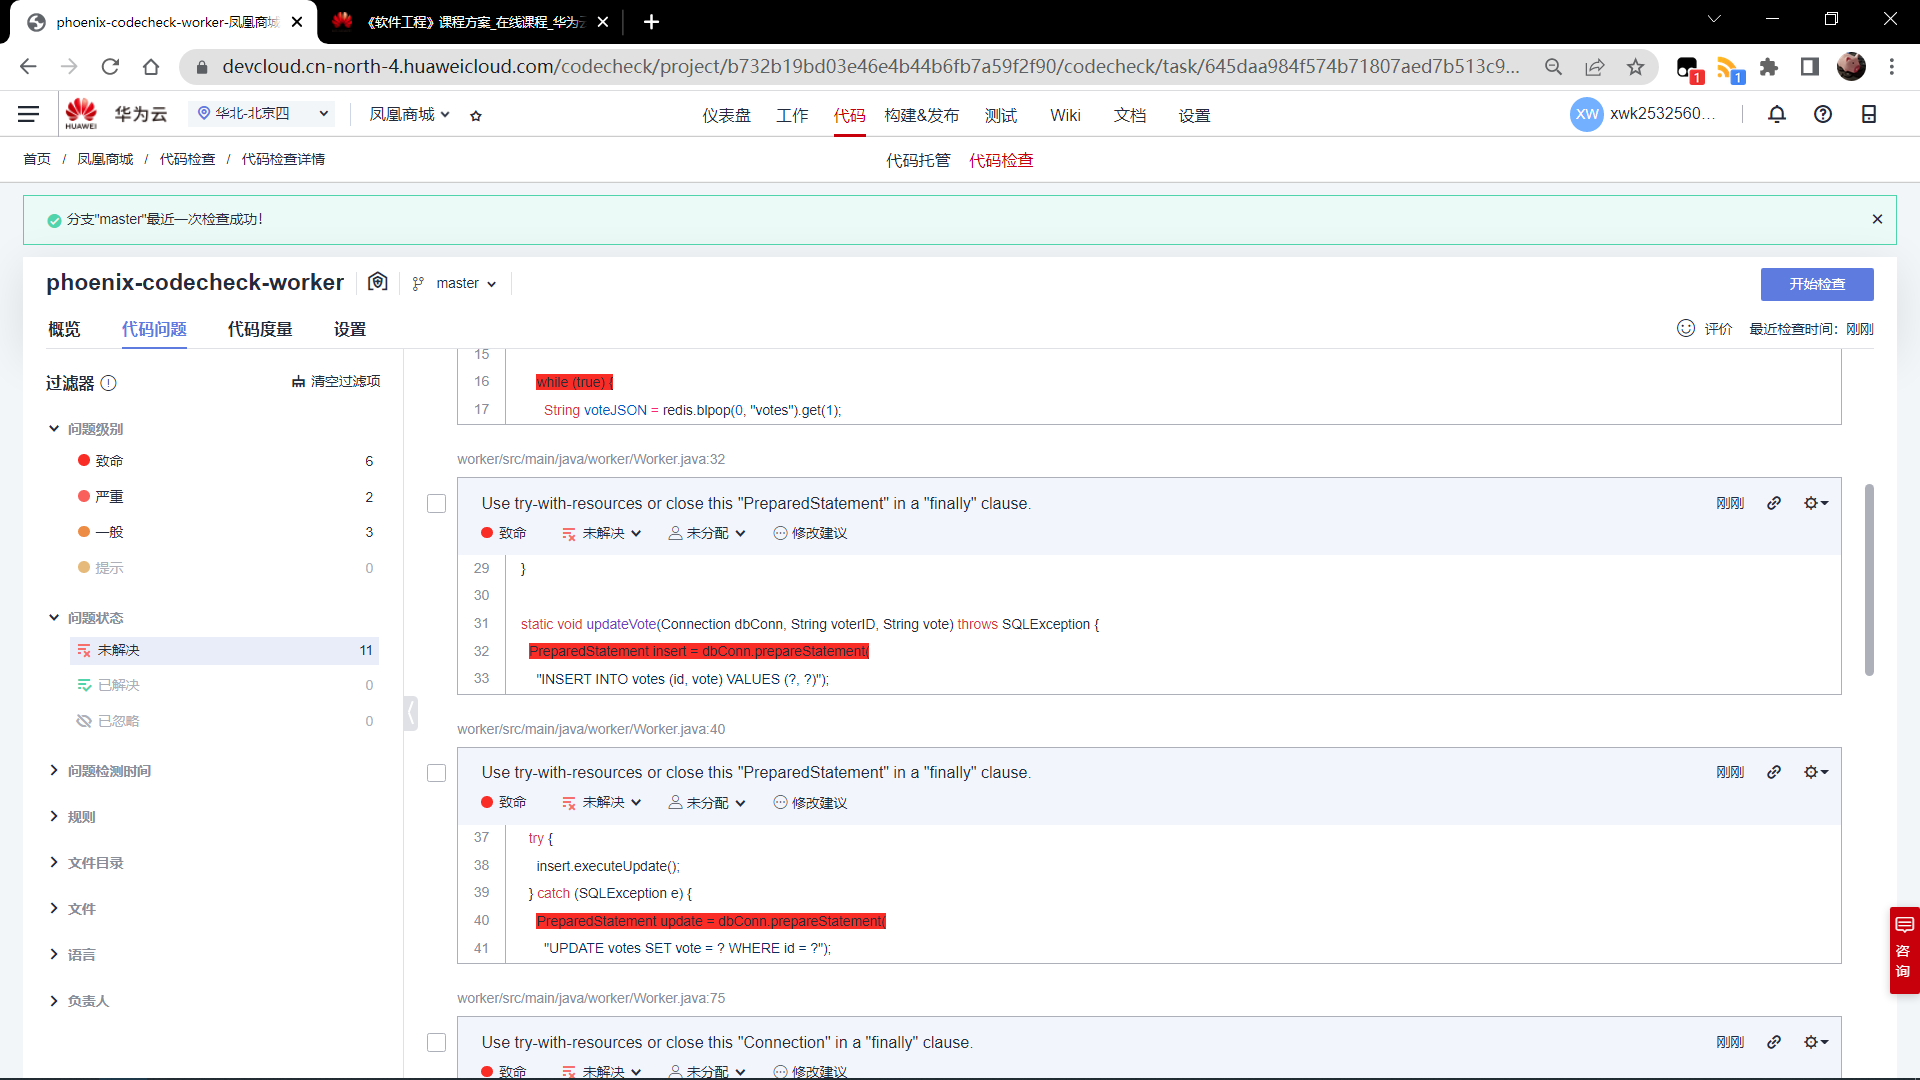 phoenix-codecheck-worker-凤凰商城
《软件工程》课程方案_在线课程_华为云
devcloud.cn-north-4.huaweicloud.com/codecheck/project/b732b19bd03e46e4b44b6fb7a59f2f90/codecheck/task/645daa984f574b71807aed7b513c9...
1
1
HUAWEI
华为云
华北-北京四
凤凰商城
仪表盘 工作 代码 构建&发布 测试 Wiki 文档 设置
XW xwk2532560...
首页 / 凤凰商城 / 代码检查 / 代码检查详情
代码托管 代码检查
分支"master"最近一次检查成功!
phoenix-codecheck-worker
master
开始检查
概览 代码问题 代码度量 设置
评价 最近检查时间: 刚刚
过滤器
清空过滤项
问题级别
致命 6
严重 2
一般 3
提示 0
问题状态
未解决 11
已解决 0
已忽略 0
问题检测时间
规则
文件目录
文件
语言
负责人
15
16 while (true) {
17 String voteJSON = redis.blpop(0, "votes").get(1);
worker/src/main/java/worker/Worker.java:32
Use try-with-resources or close this "PreparedStatement" in a "finally" clause.
刚刚
致命 未解决 未分配 修改建议
29 }
30
31 static void updateVote(Connection dbConn, String voterID, String vote) throws SQLException {
32 PreparedStatement insert = dbConn.prepareStatement(
33 "INSERT INTO votes (id, vote) VALUES (?, ?)");
worker/src/main/java/worker/Worker.java:40
Use try-with-resources or close this "PreparedStatement" in a "finally" clause.
刚刚
致命 未解决 未分配 修改建议
37 try {
38 insert.executeUpdate();
39 } catch (SQLException e) {
40 PreparedStatement update = dbConn.prepareStatement(
41 "UPDATE votes SET vote = ? WHERE id = ?");
worker/src/main/java/worker/Worker.java:75
Use try-with-resources or close this "Connection" in a "finally" clause.
刚刚
致命 未解决 未分配 修改建议
咨
询